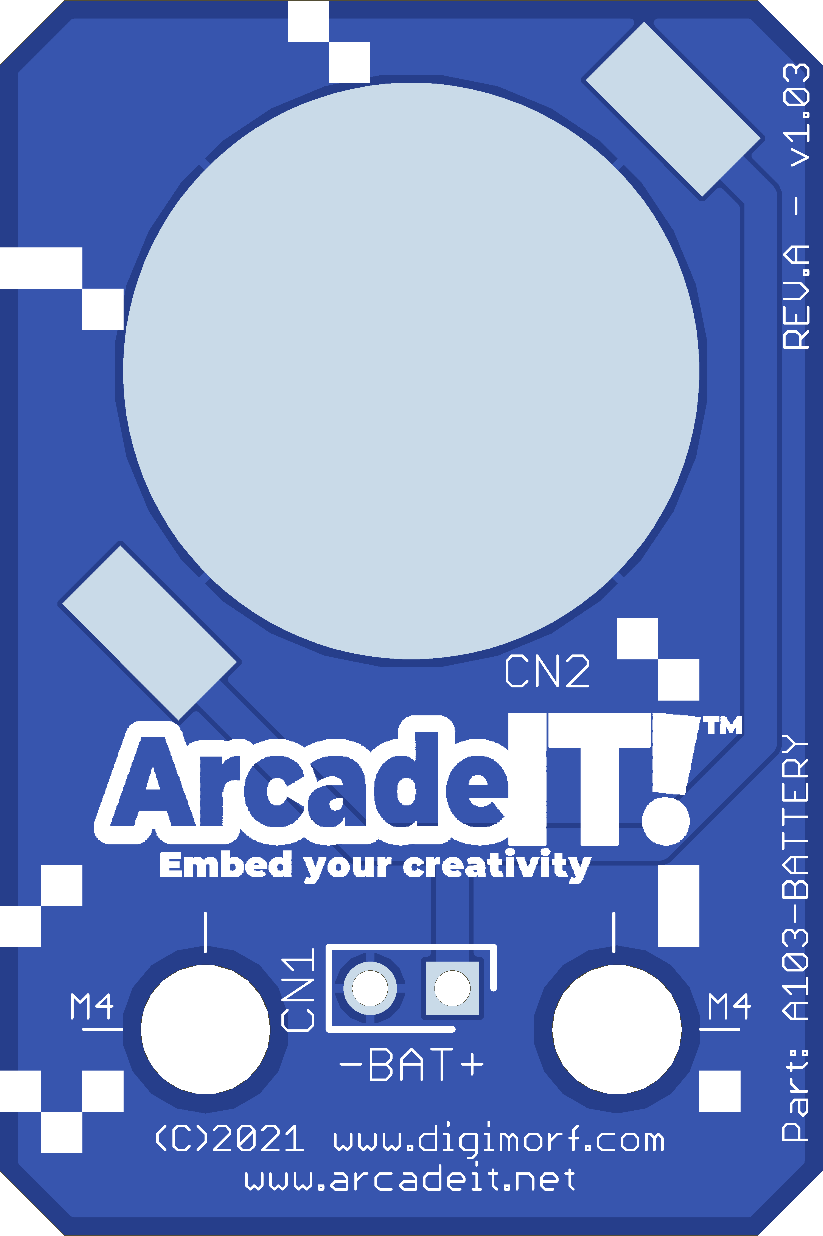 REV.A - v1.03
CN2
ArcadeIT!™
Embed your creativity
Part: A103-BATTERY
CN1
M4
M4
-BAT+
(C)2021 www.digimorf.com
www.arcadeit.net